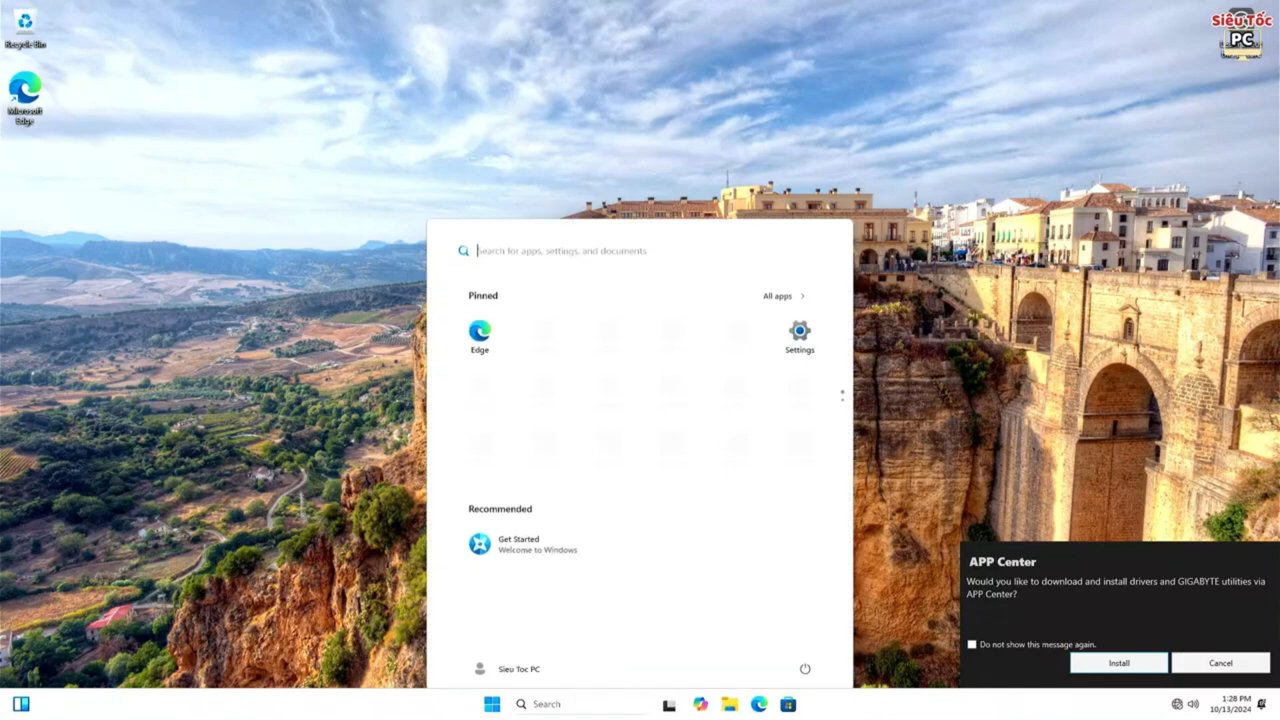 Recycle Bin
Microsoft
Edge
Siêu Tốc
PC
Search for apps, settings, and documents
Pinned
All apps
Edge
Settings
Recommended
Get Started
Welcome to Windows
Sieu Toc PC
APP Center
Would you like to download and install drivers and GIGABYTE utilities via
APP Center?
Do not show this message again.
Install
Cancel
Search
1:28 PM
10/13/2024